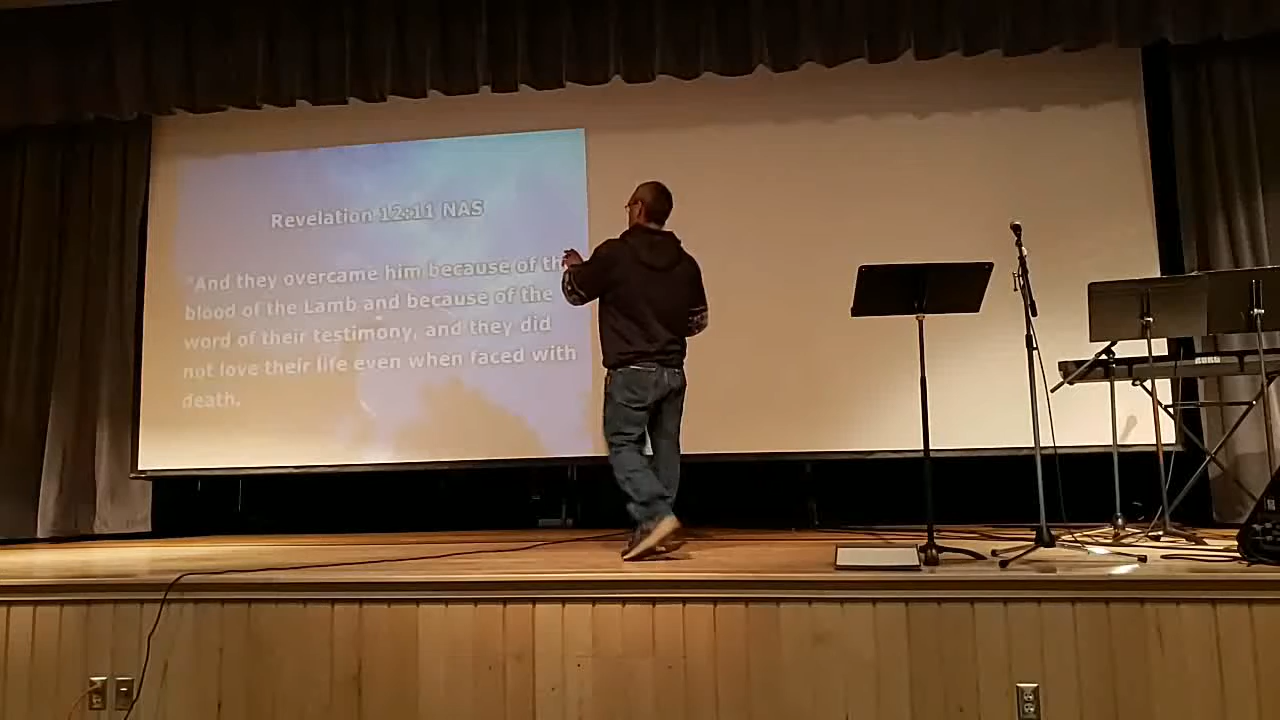 Revelation 12:11 NAS
"And they overcame him because of th
blood of the Lamb and because of the
word of their testimony, and they did
not love their life even when faced with
death.
KORG